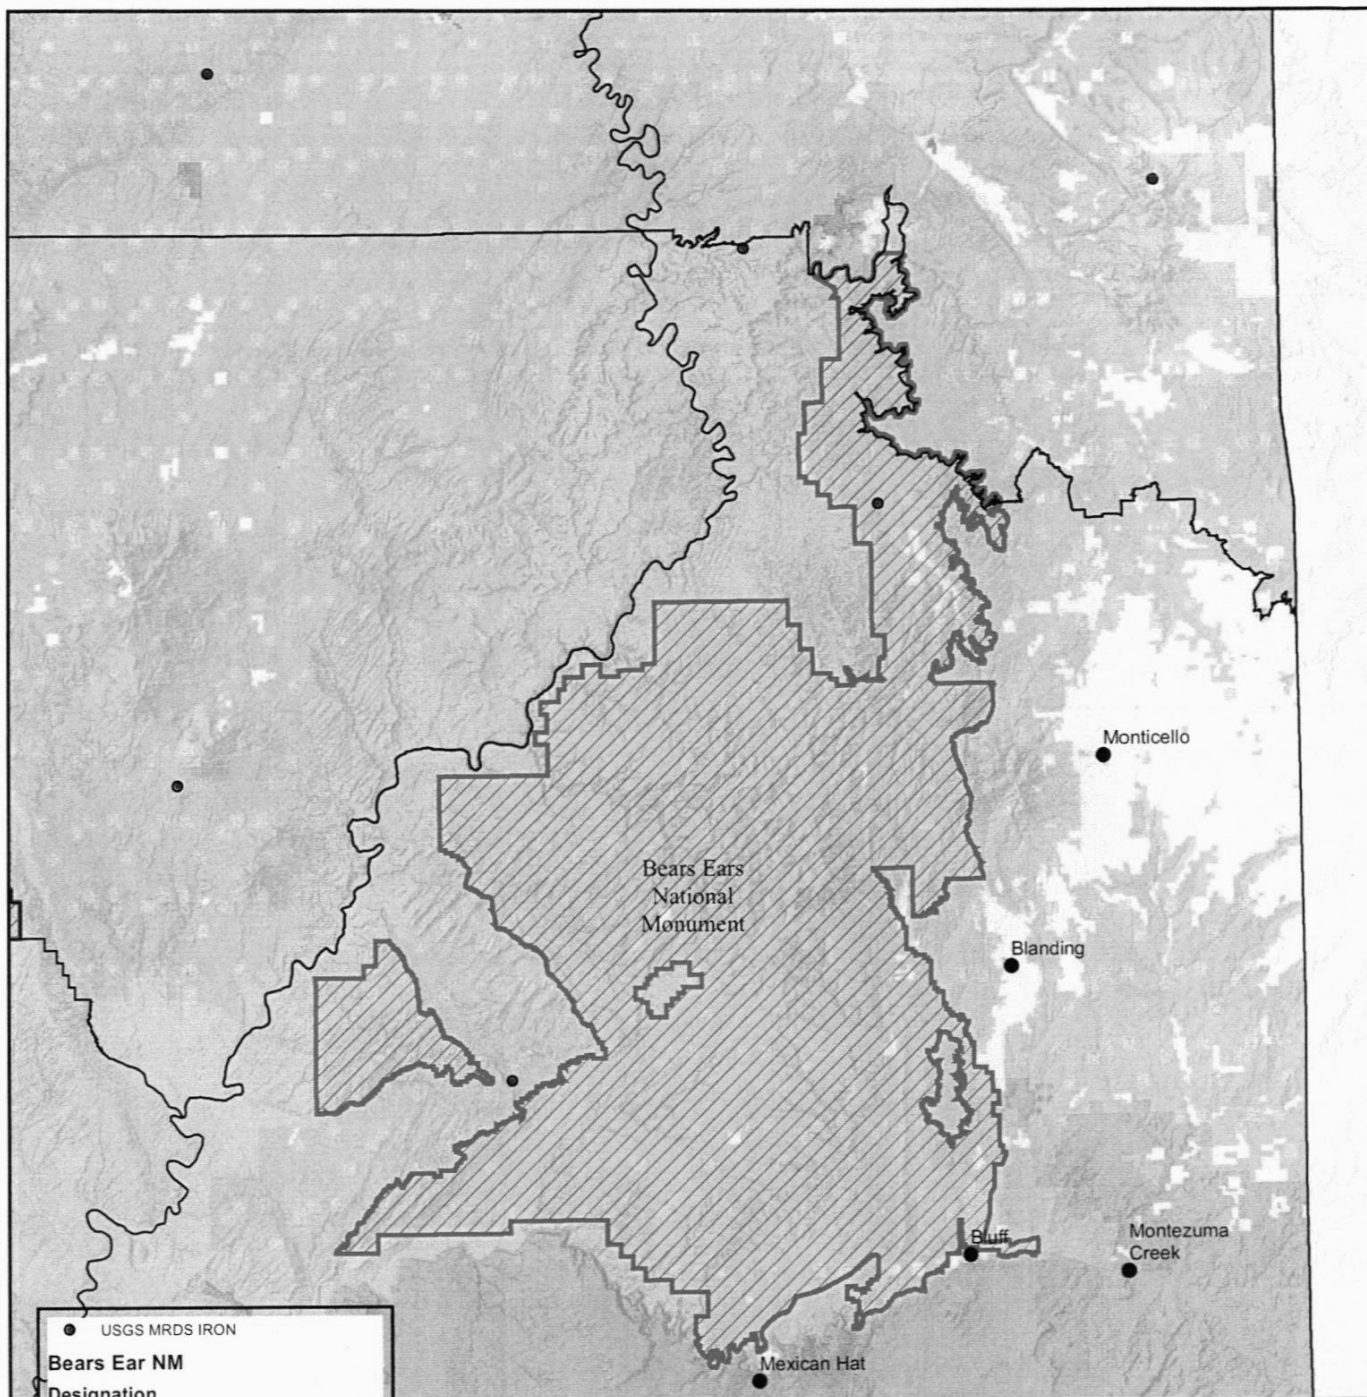 Monticello
Bears Ears
National
Monument
Blanding
Bluff
Montezuma
Creek
USGS MRDS IRON
Bears Ear NM
Designation
Mexican Hat